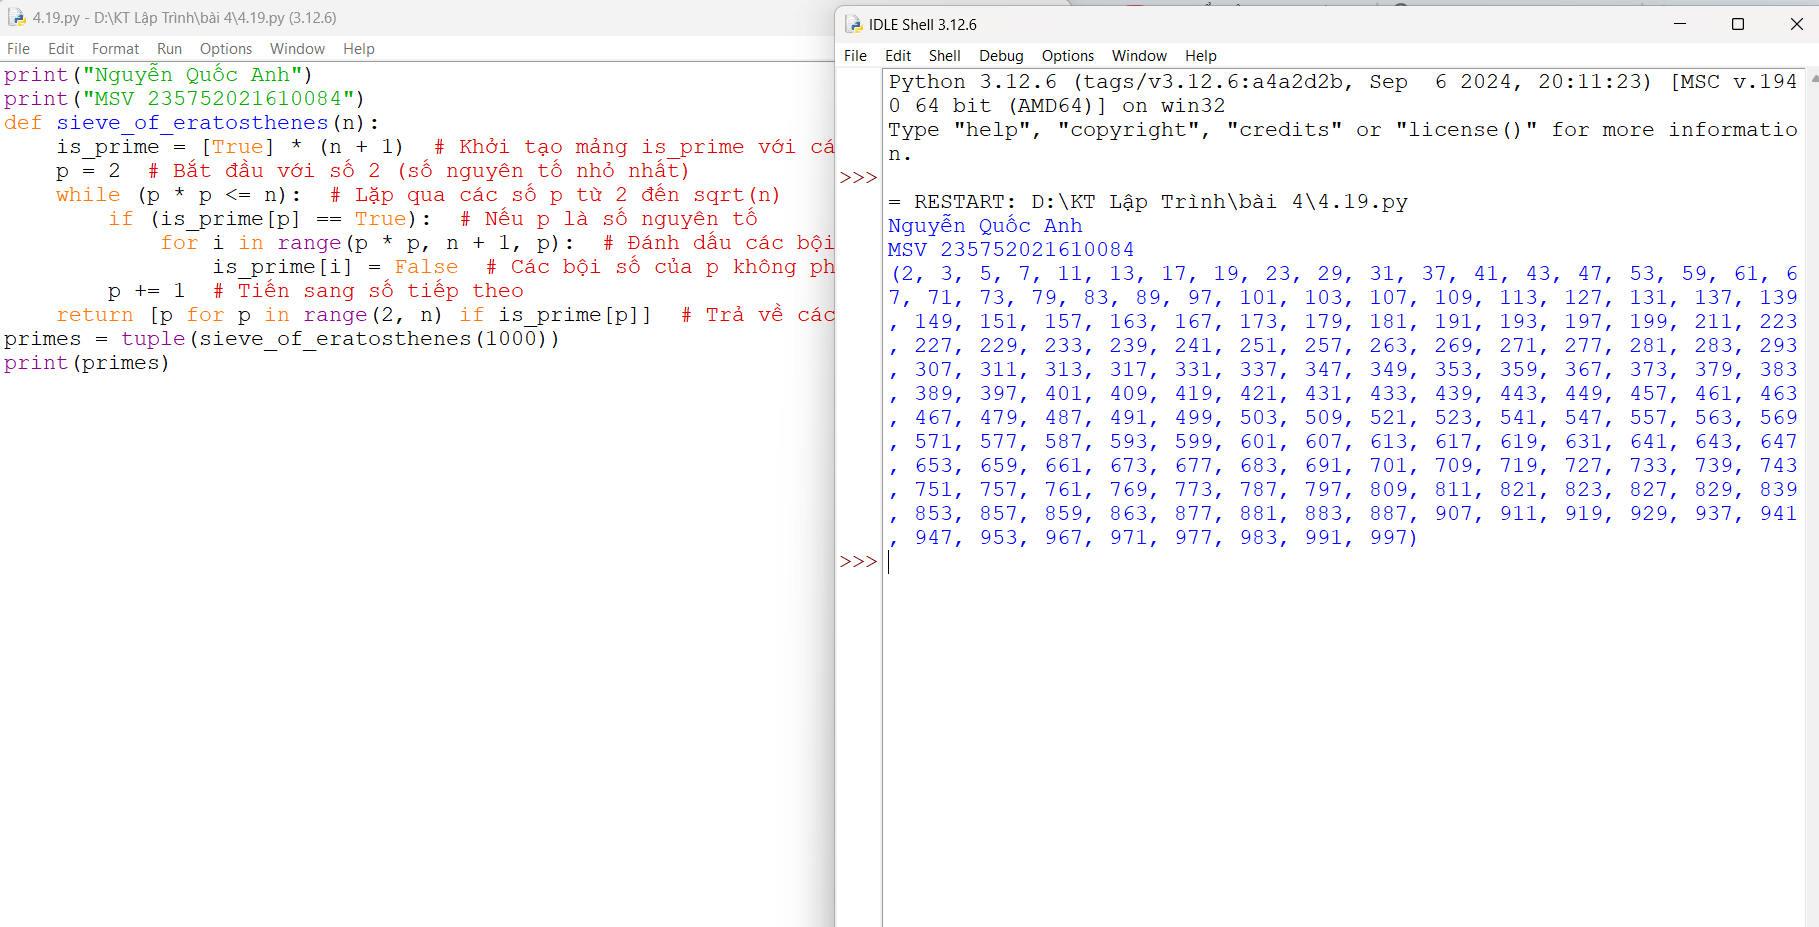 4.19.py - D:\KT Lập Trình\bài 4\4.19.py (3.12.6)
File Edit Format Run Options Window Help
print("Nguyễn Quốc Anh")
print("MSV 235752021610084")
def sieve_of_eratosthenes(n):
    is_prime = [True] * (n + 1)  # Khởi tạo mảng is_prime với cá
    p = 2  # Bắt đầu với số 2 (số nguyên tố nhỏ nhất)
    while (p * p <= n):  # Lặp qua các số p từ 2 đến sqrt(n)
        if (is_prime[p] == True):  # Nếu p là số nguyên tố
            for i in range(p * p, n + 1, p):  # Đánh dấu các bội
                is_prime[i] = False  # Các bội số của p không ph
        p += 1  # Tiến sang số tiếp theo
    return [p for p in range(2, n) if is_prime[p]]  # Trả về các
primes = tuple(sieve_of_eratosthenes(1000))
print(primes)
IDLE Shell 3.12.6
File Edit Shell Debug Options Window Help
Python 3.12.6 (tags/v3.12.6:a4a2d2b, Sep  6 2024, 20:11:23) [MSC v.194
0 64 bit (AMD64)] on win32
Type "help", "copyright", "credits" or "license()" for more informatio
n.
>>>
= RESTART: D:\KT Lập Trình\bài 4\4.19.py
Nguyễn Quốc Anh
MSV 235752021610084
(2, 3, 5, 7, 11, 13, 17, 19, 23, 29, 31, 37, 41, 43, 47, 53, 59, 61, 6
7, 71, 73, 79, 83, 89, 97, 101, 103, 107, 109, 113, 127, 131, 137, 139
, 149, 151, 157, 163, 167, 173, 179, 181, 191, 193, 197, 199, 211, 223
, 227, 229, 233, 239, 241, 251, 257, 263, 269, 271, 277, 281, 283, 293
, 307, 311, 313, 317, 331, 337, 347, 349, 353, 359, 367, 373, 379, 383
, 389, 397, 401, 409, 419, 421, 431, 433, 439, 443, 449, 457, 461, 463
, 467, 479, 487, 491, 499, 503, 509, 521, 523, 541, 547, 557, 563, 569
, 571, 577, 587, 593, 599, 601, 607, 613, 617, 619, 631, 641, 643, 647
, 653, 659, 661, 673, 677, 683, 691, 701, 709, 719, 727, 733, 739, 743
, 751, 757, 761, 769, 773, 787, 797, 809, 811, 821, 823, 827, 829, 839
, 853, 857, 859, 863, 877, 881, 883, 887, 907, 911, 919, 929, 937, 941
, 947, 953, 967, 971, 977, 983, 991, 997)
>>>